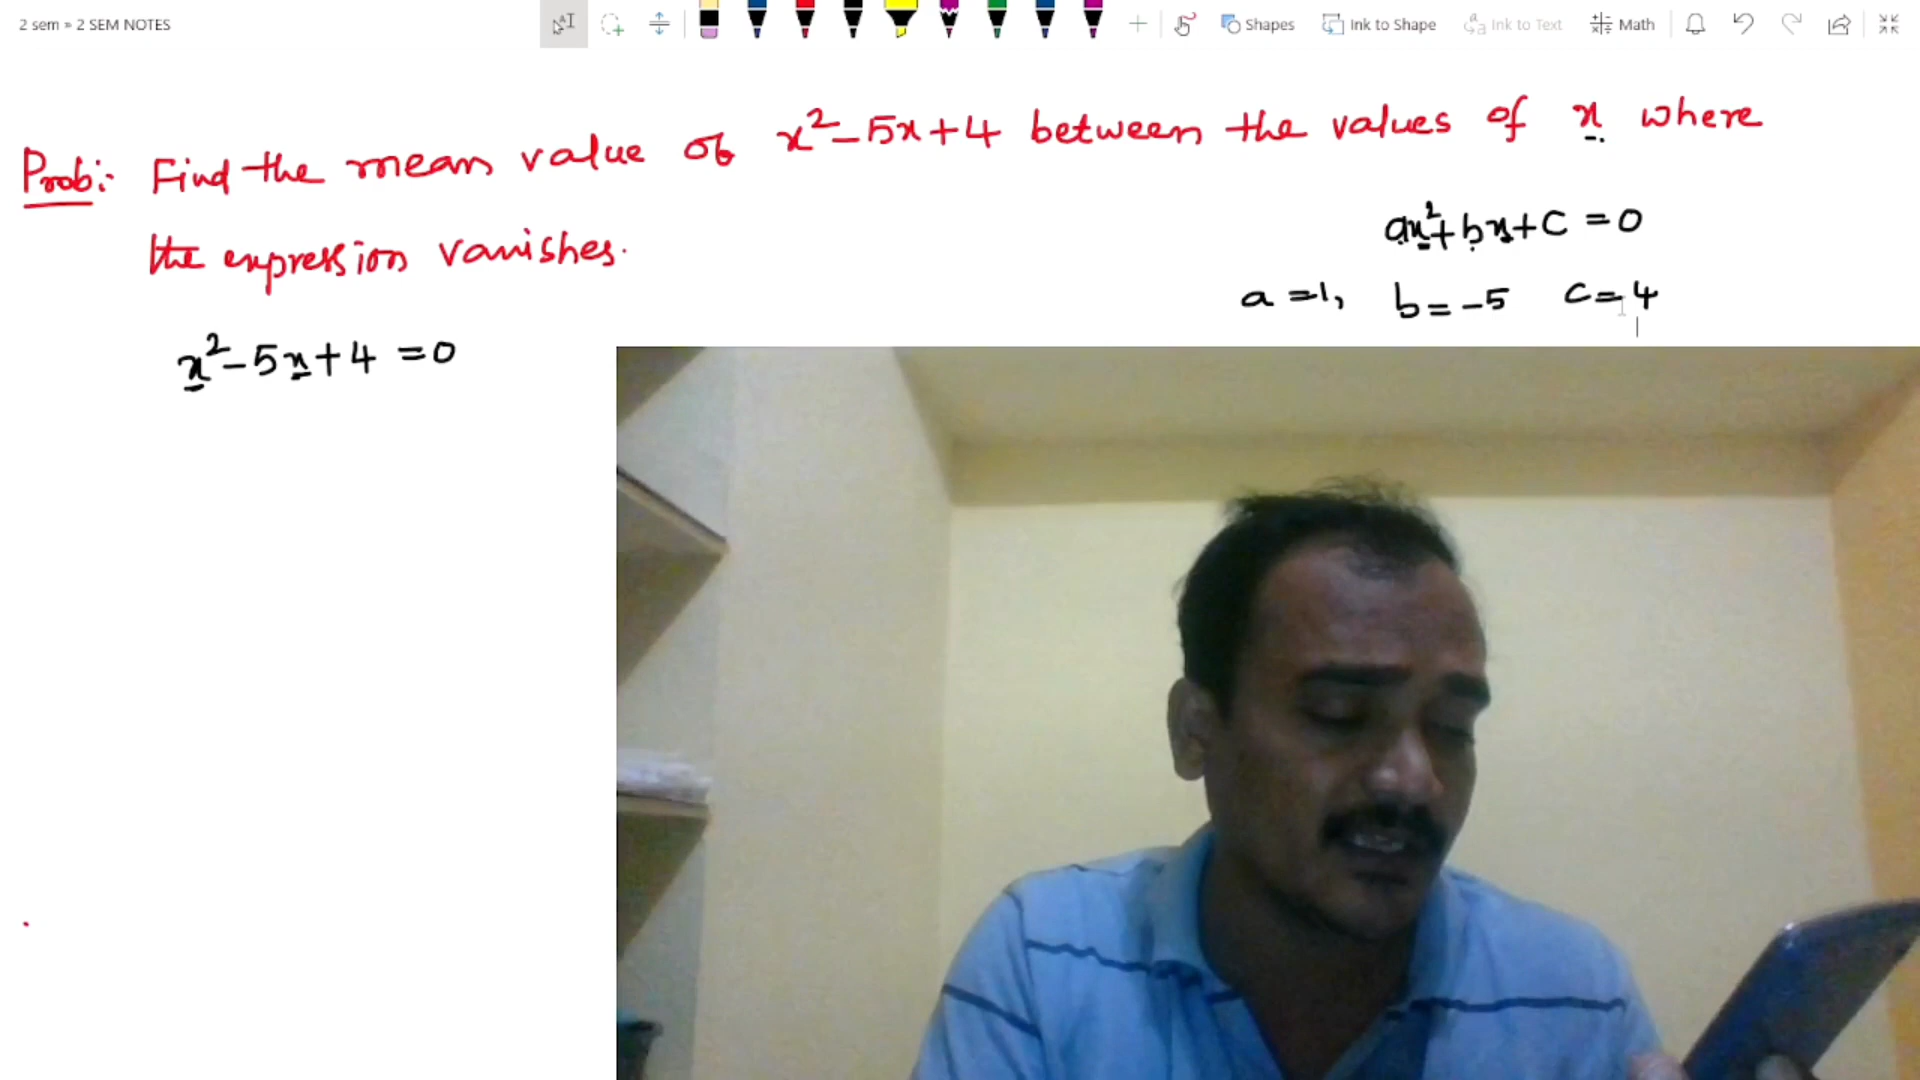 2 sem » 2 SEM NOTES
Shapes Ink to Shape Ink to Text Math
Prob:- Find the mean value of x²-5x+4 between the values of x where
the expression vanishes.
ax²+bx+c =0
a =1, b= -5 c=4
x²-5x+4 =0